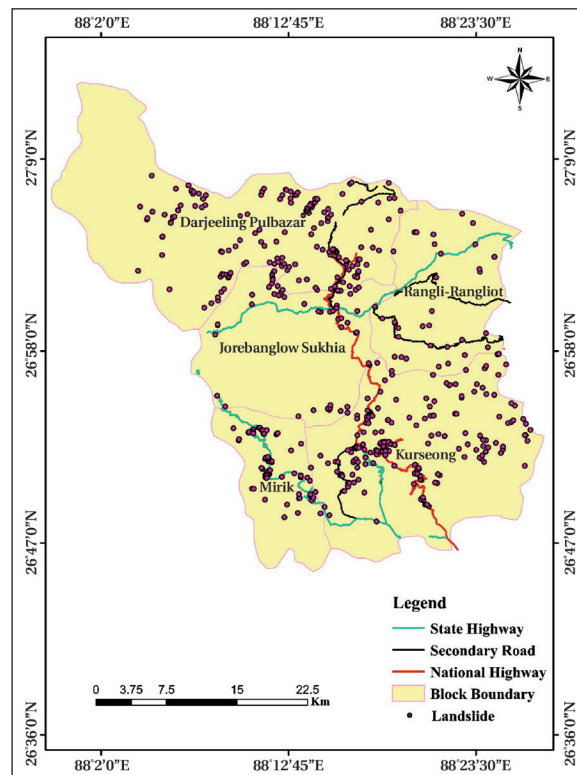 88°2'0"E 88°12'45"E 88°23'30"E
N
W E
S
27°9'0"N 27°9'0"N
Darjeeling Pulbazar
Rangli-Rangliot
26°58'0"N 26°58'0"N
Jorebanglow Sukhia
Kurseong
Mirik
26°47'0"N 26°47'0"N
Legend
State Highway
Secondary Road
National Highway
Block Boundary
Landslide
0 3.75 7.5 15 22.5
Km
26°36'0"N 26°36'0"N
88°2'0"E 88°12'45"E 88°23'30"E